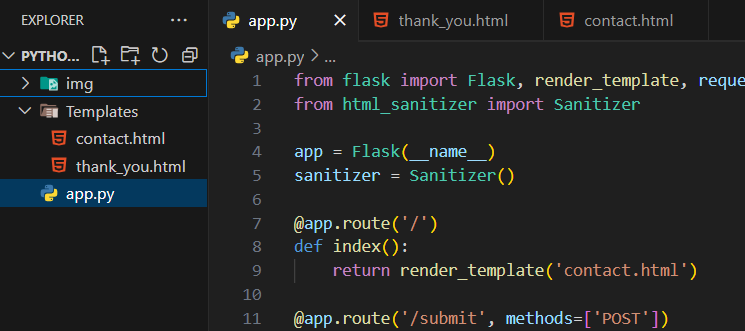 EXPLORER
PYTHO...
img
Templates
contact.html
thank_you.html
app.py
app.py thank_you.html contact.html
app.py > ...
1 from flask import Flask, render_template, reque
2 from html_sanitizer import Sanitizer
3
4 app = Flask(__name__)
5 sanitizer = Sanitizer()
6
7 @app.route('/')
8 def index():
9     return render_template('contact.html')
10
11 @app.route('/submit', methods=['POST'])